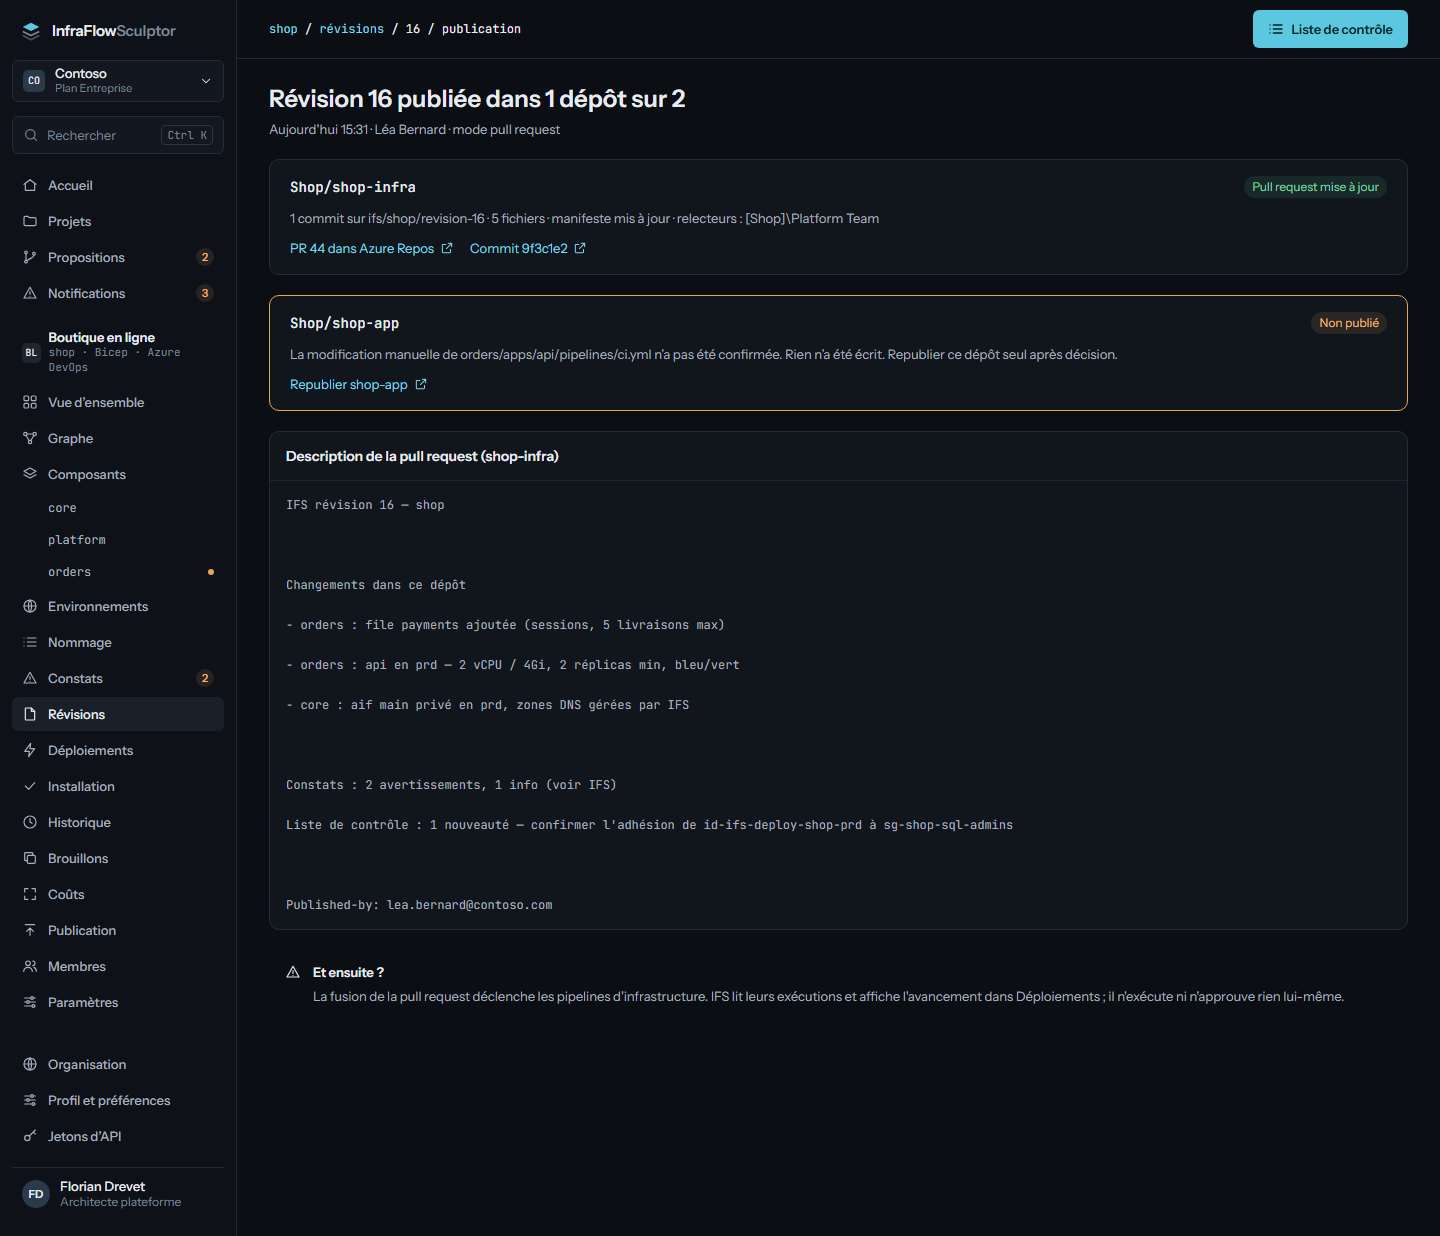 InfraFlowSculptor
CO
Contoso
Plan Entreprise
Rechercher
Ctrl K
Accueil
Projets
Propositions
2
Notifications
3
BL
Boutique en ligne
shop · Bicep · Azure
DevOps
Vue d'ensemble
Graphe
Composants
core
platform
orders
Environnements
Nommage
Constats
2
Révisions
Déploiements
Installation
Historique
Brouillons
Coûts
Publication
Membres
Paramètres
Organisation
Profil et préférences
Jetons d'API
FD
Florian Drevet
Architecte plateforme
shop / révisions / 16 / publication
Liste de contrôle
Révision 16 publiée dans 1 dépôt sur 2
Aujourd'hui 15:31 · Léa Bernard · mode pull request
Shop/shop-infra
Pull request mise à jour
1 commit sur ifs/shop/revision-16 · 5 fichiers · manifeste mis à jour · relecteurs : [Shop]\Platform Team
PR 44 dans Azure Repos
Commit 9f3c1e2
Shop/shop-app
Non publié
La modification manuelle de orders/apps/api/pipelines/ci.yml n'a pas été confirmée. Rien n'a été écrit. Republier ce dépôt seul après décision.
Republier shop-app
Description de la pull request (shop-infra)
IFS révision 16 — shop
Changements dans ce dépôt
- orders : file payments ajoutée (sessions, 5 livraisons max)
- orders : api en prd — 2 vCPU / 4Gi, 2 réplicas min, bleu/vert
- core : aif main privé en prd, zones DNS gérées par IFS
Constats : 2 avertissements, 1 info (voir IFS)
Liste de contrôle : 1 nouveauté — confirmer l'adhésion de id-ifs-deploy-shop-prd à sg-shop-sql-admins
Published-by: lea.bernard@contoso.com
Et ensuite ?
La fusion de la pull request déclenche les pipelines d'infrastructure. IFS lit leurs exécutions et affiche l'avancement dans Déploiements ; il n'exécute ni n'approuve rien lui-même.